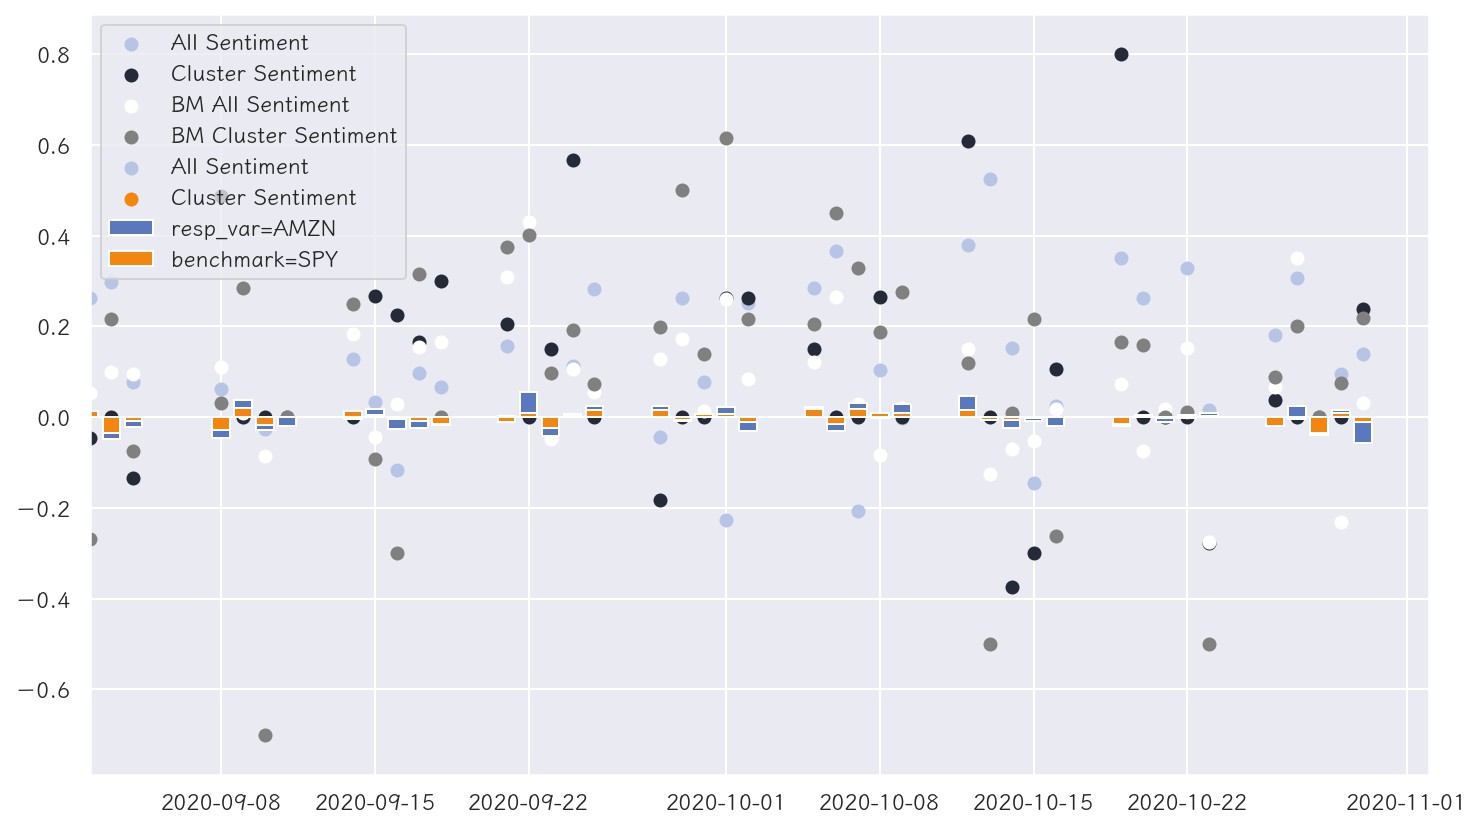 0.8
0.6
0.4
0.2
0.0
−0.2
−0.4
−0.6
All Sentiment
Cluster Sentiment
BM All Sentiment
BM Cluster Sentiment
All Sentiment
Cluster Sentiment
resp_var=AMZN
benchmark=SPY
2020-09-08 2020-09-15 2020-09-22 2020-10-01 2020-10-08 2020-10-15 2020-10-22 2020-11-01